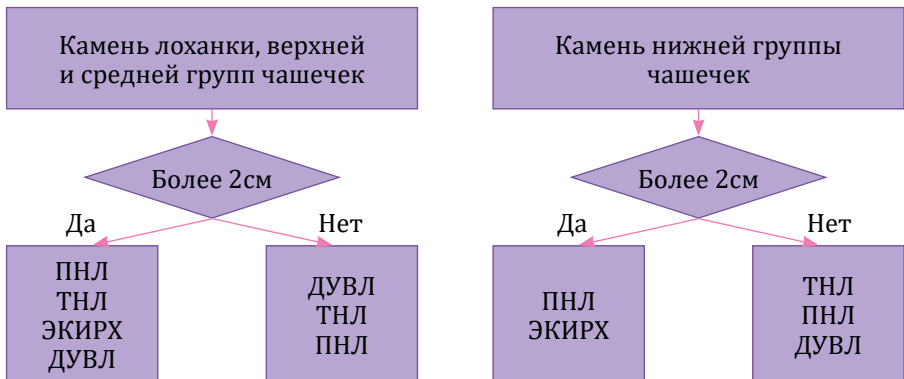 Камень лоханки, верхней
и средней групп чашечек
Более 2см
Да
Нет
ПНЛ
ТНЛ
ЭКИРХ
ДУВЛ
ДУВЛ
ТНЛ
ПНЛ
Камень нижней группы
чашечек
Более 2см
Да
Нет
ПНЛ
ЭКИРХ
ТНЛ
ПНЛ
ДУВЛ